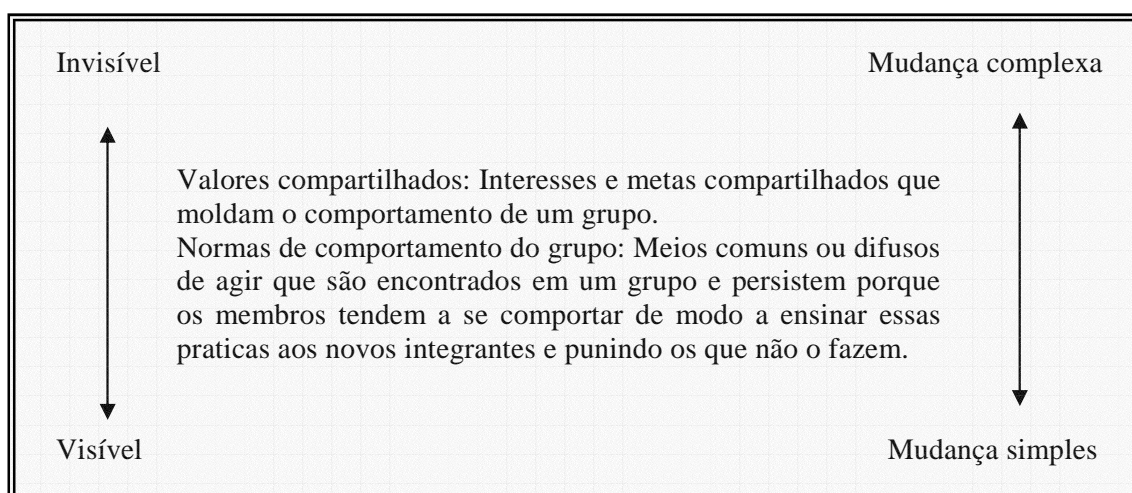 Invisível
Mudança complexa
Valores compartilhados: Interesses e metas compartilhados que
moldam o comportamento de um grupo.
Normas de comportamento do grupo: Meios comuns ou difusos
de agir que são encontrados em um grupo e persistem porque
os membros tendem a se comportar de modo a ensinar essas
praticas aos novos integrantes e punindo os que não o fazem.
Visível
Mudança simples